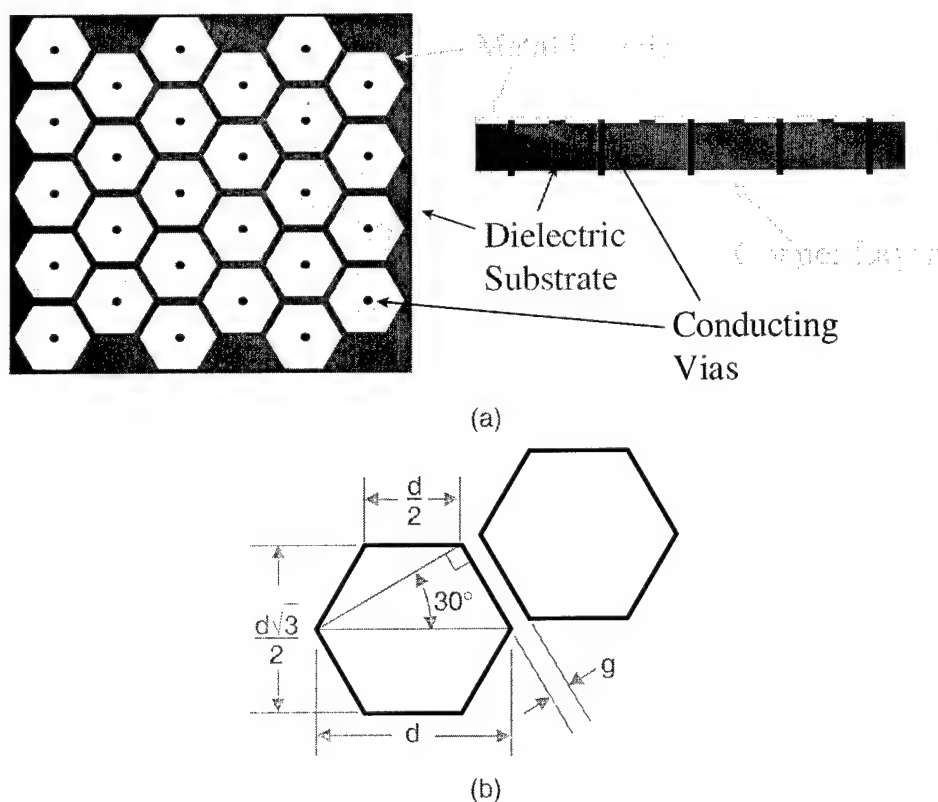 Dielectric
Substrate
Conducting
Vias
(a)
d
2
30°
d√3
2
g
d
(b)